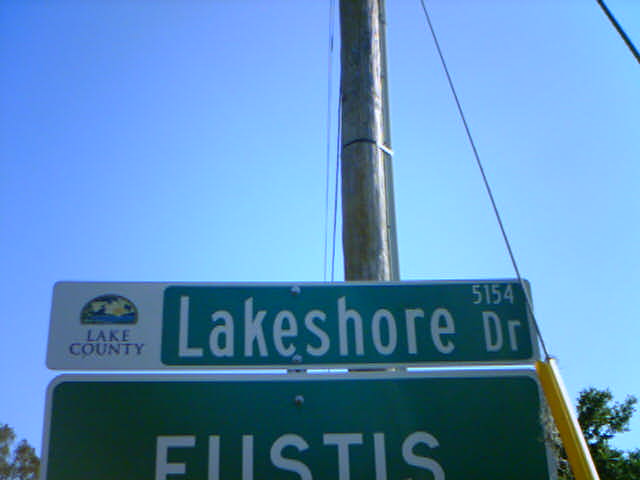 LAKE
COUNTY
5154
Lakeshore Dr
EUSTIS